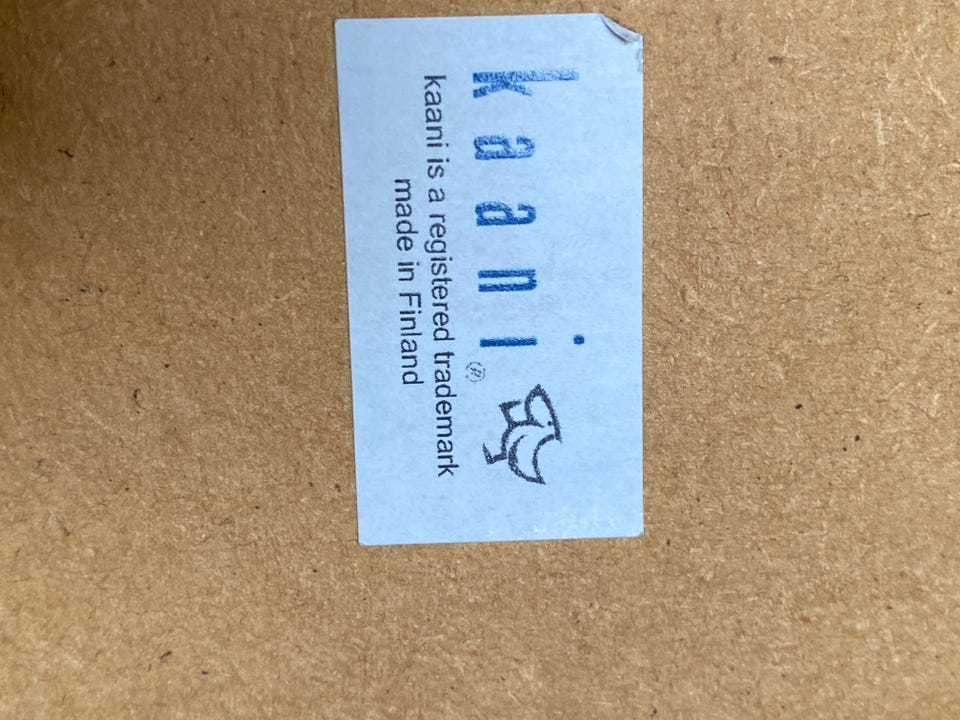 kaani®
kaani is a registered trademark
made in Finland